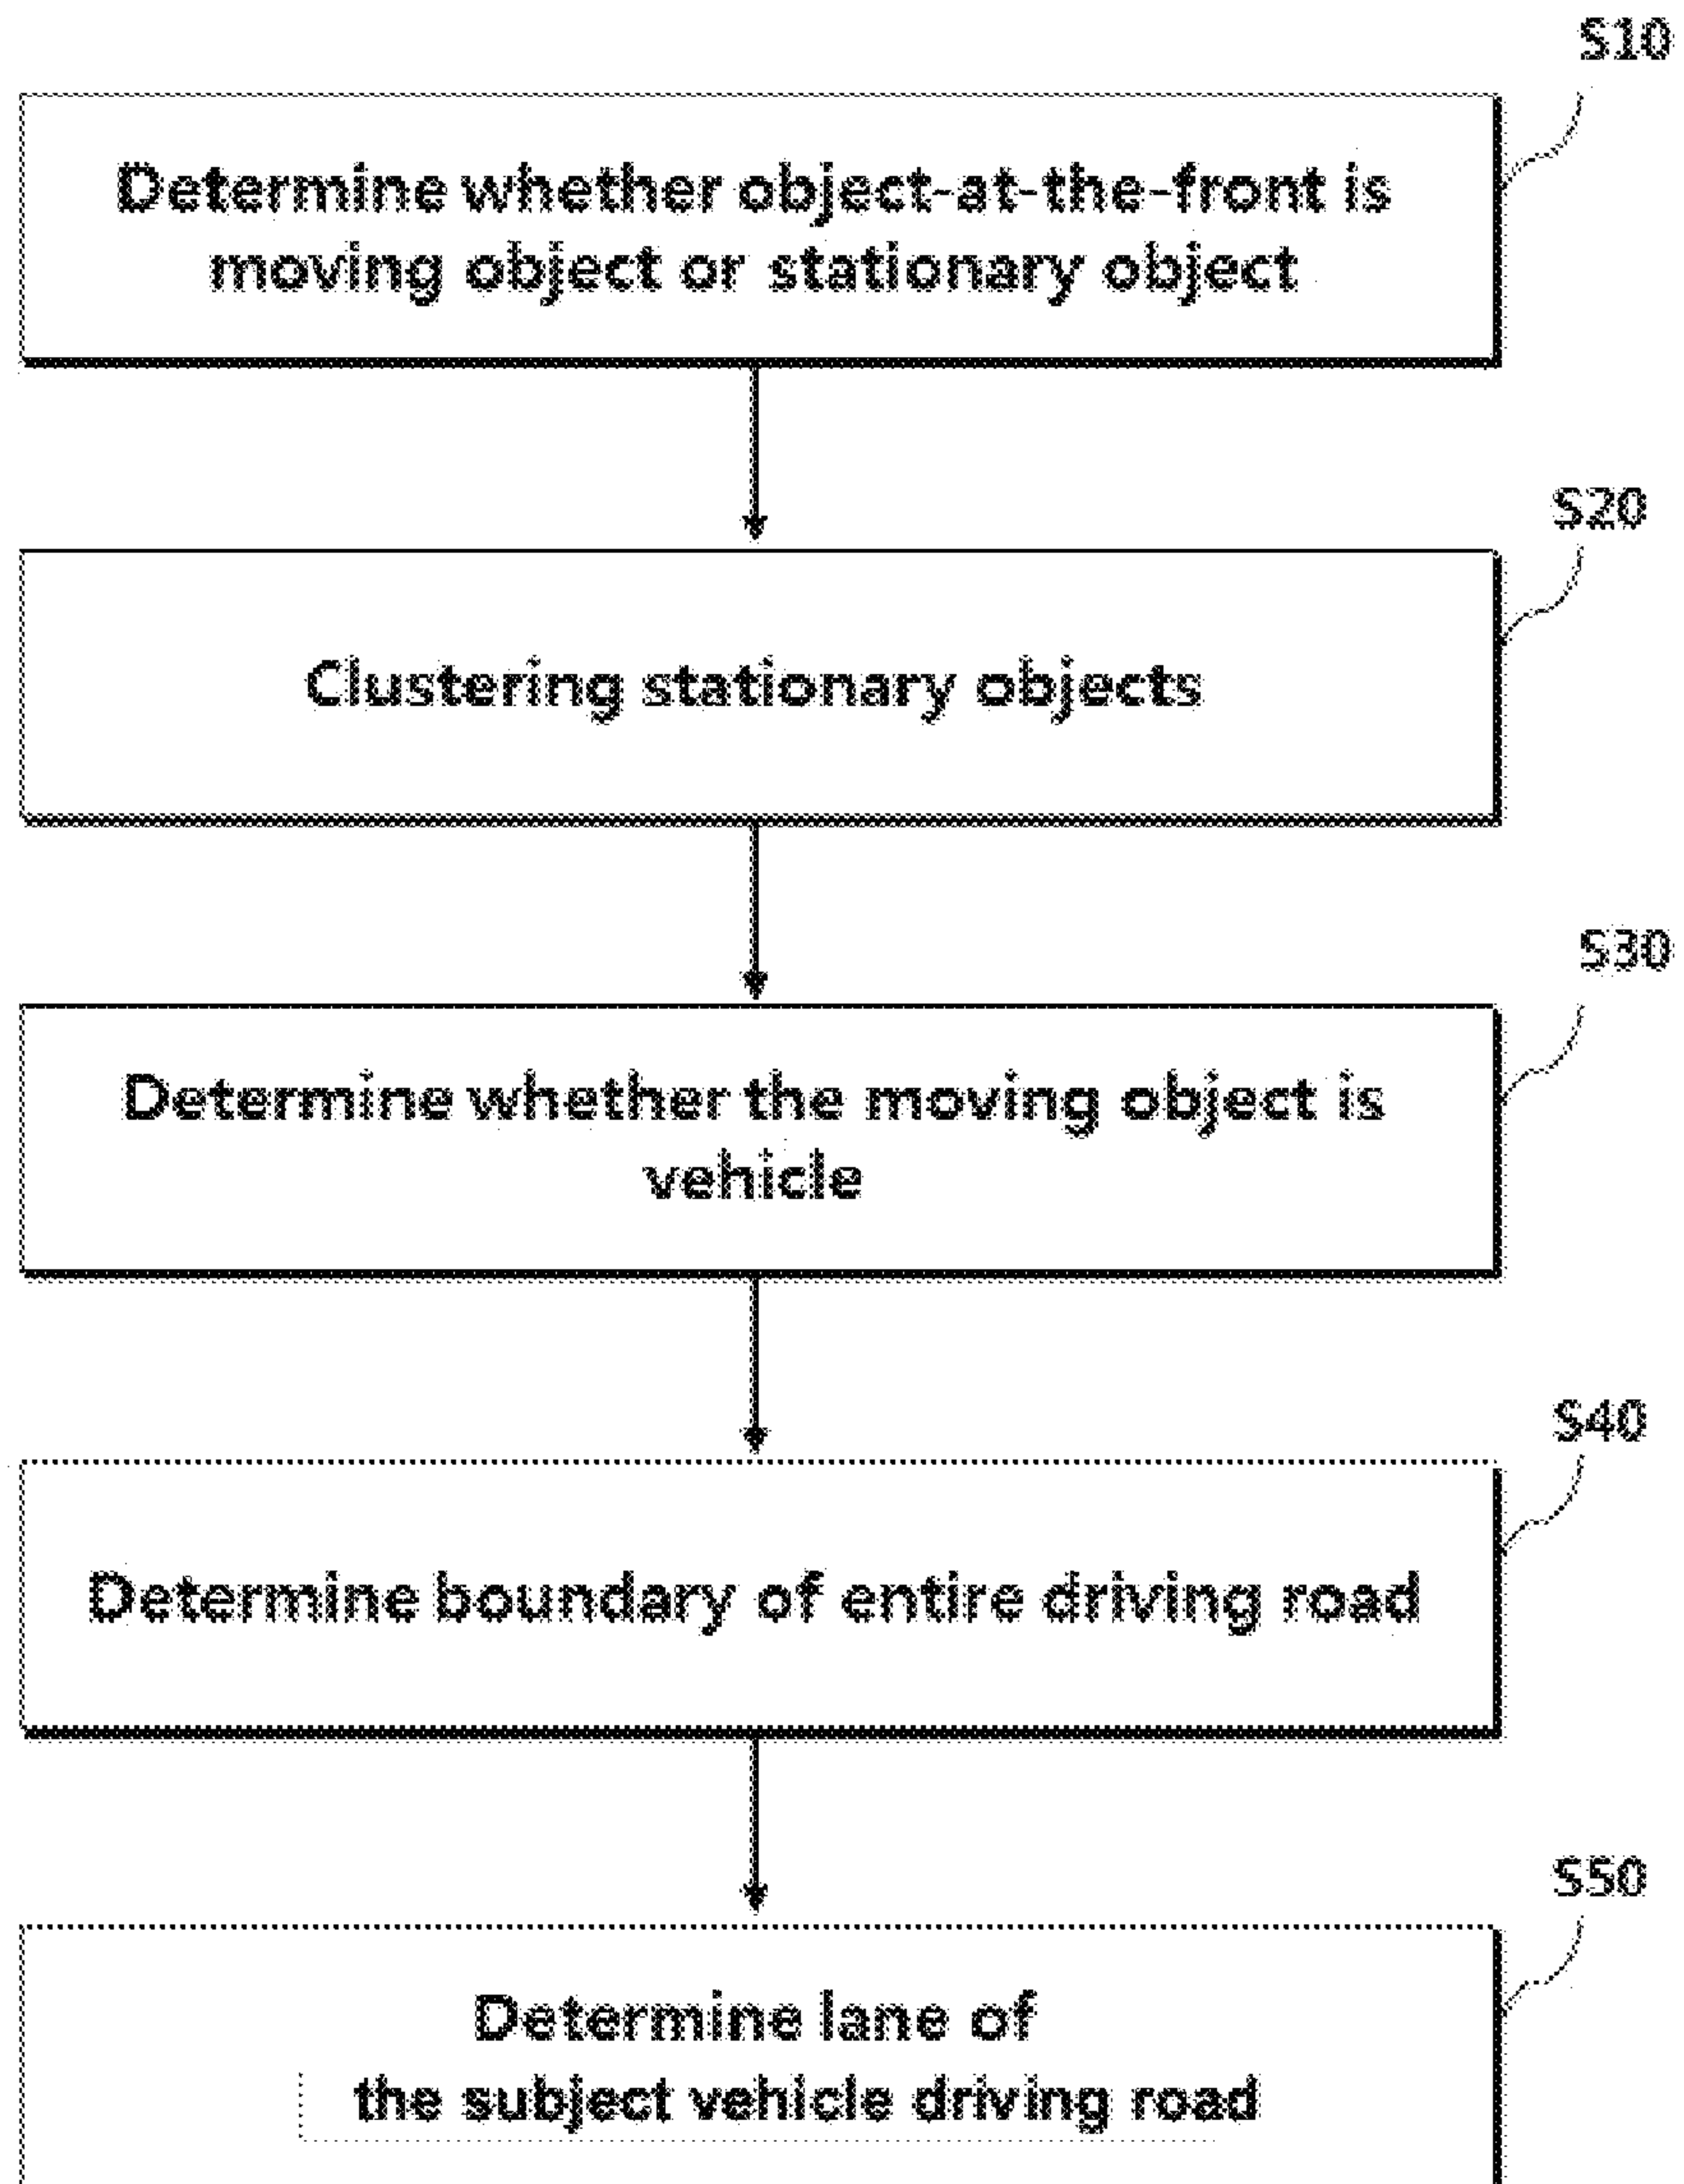 S10
Determine whether object-at-the-front is
moving object or stationary object
S20
Clustering stationary objects
S30
Determine whether the moving object is
vehicle
S40
Determine boundary of entire driving road
S50
Determine lane of
the subject vehicle driving road